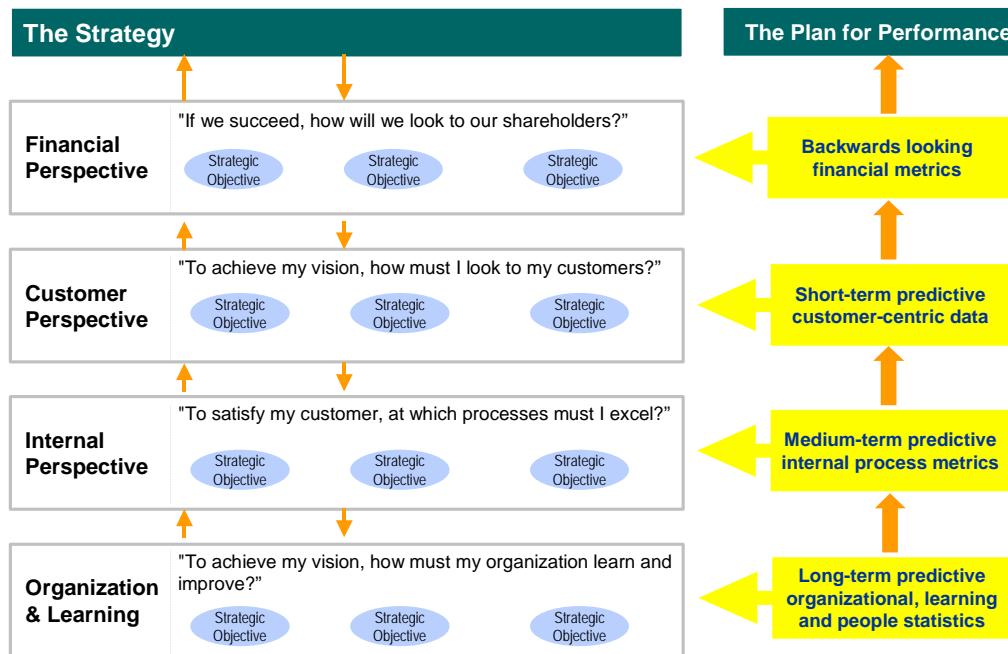 The Strategy
The Plan for Performance
Financial
Perspective
"If we succeed, how will we look to our shareholders?”
Strategic
Objective
Strategic
Objective
Strategic
Objective
Backwards looking
financial metrics
Customer
Perspective
"To achieve my vision, how must I look to my customers?”
Strategic
Objective
Strategic
Objective
Strategic
Objective
Short-term predictive
customer-centric data
Internal
Perspective
"To satisfy my customer, at which processes must I excel?”
Strategic
Objective
Strategic
Objective
Strategic
Objective
Medium-term predictive
internal process metrics
Organization
& Learning
"To achieve my vision, how must my organization learn and
improve?”
Strategic
Objective
Strategic
Objective
Strategic
Objective
Long-term predictive
organizational, learning
and people statistics